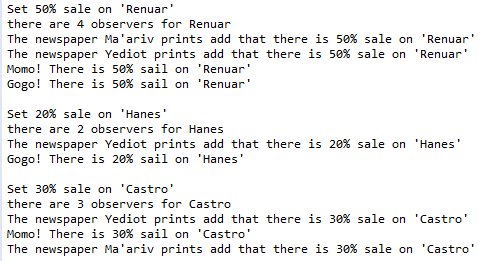 Set 50% sale on 'Renuar'
there are 4 observers for Renuar
The newspaper Ma'ariv prints add that there is 50% sale on 'Renuar'
The newspaper Yediot prints add that there is 50% sale on 'Renuar'
Momo! There is 50% sail on 'Renuar'
Gogo! There is 50% sail on 'Renuar'

Set 20% sale on 'Hanes'
there are 2 observers for Hanes
The newspaper Yediot prints add that there is 20% sale on 'Hanes'
Gogo! There is 20% sail on 'Hanes'

Set 30% sale on 'Castro'
there are 3 observers for Castro
The newspaper Yediot prints add that there is 30% sale on 'Castro'
Momo! There is 30% sail on 'Castro'
The newspaper Ma'ariv prints add that there is 30% sale on 'Castro'